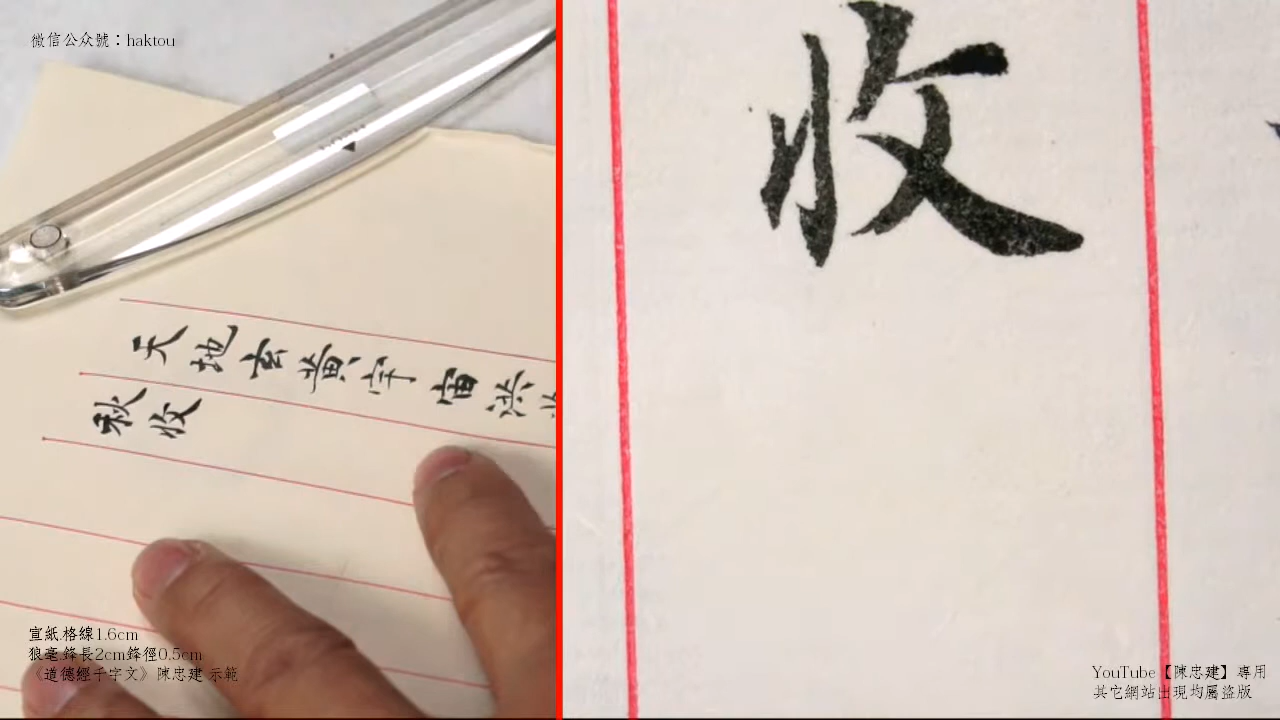 微信公众號：haktou
天地玄黃宇宙洪
秋收
宣紙 格線1.6cm
狼毫 鋒長2cm鋒徑0.5cm
《道德經千字文》陳忠建 示範
收
YouTube【陳忠建】專用
其它網站出現均屬盜版